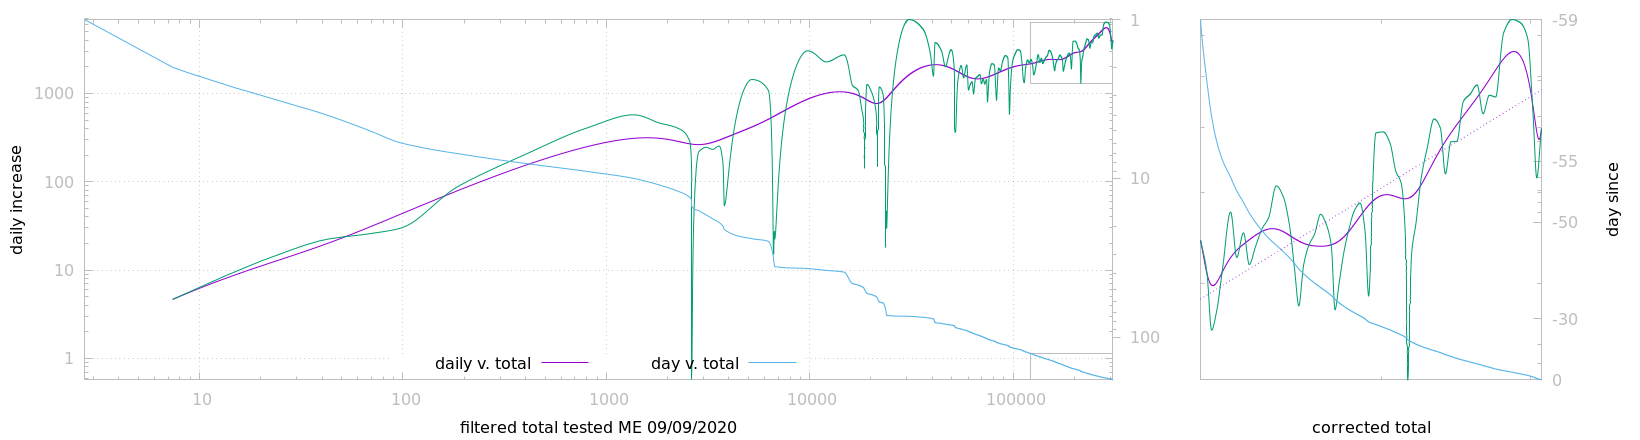 daily increase
1000
100
10
1
10
100
1000
10000
100000
1
10
100
daily v. total
day v. total
filtered total tested ME 09/09/2020
-59
-55
-50
-30
0
day since
corrected total